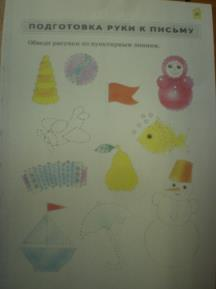 ПОДГОТОВКА РУКИ К ПИСЬМУ
Обведи рисунки по пунктирным линиям.